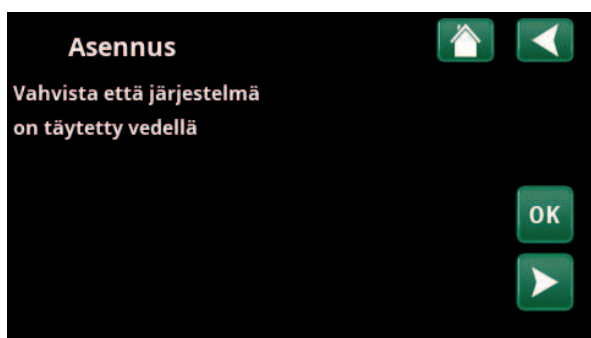 Asennus
Vahvista että järjestelmä
on täytetty vedellä
OK